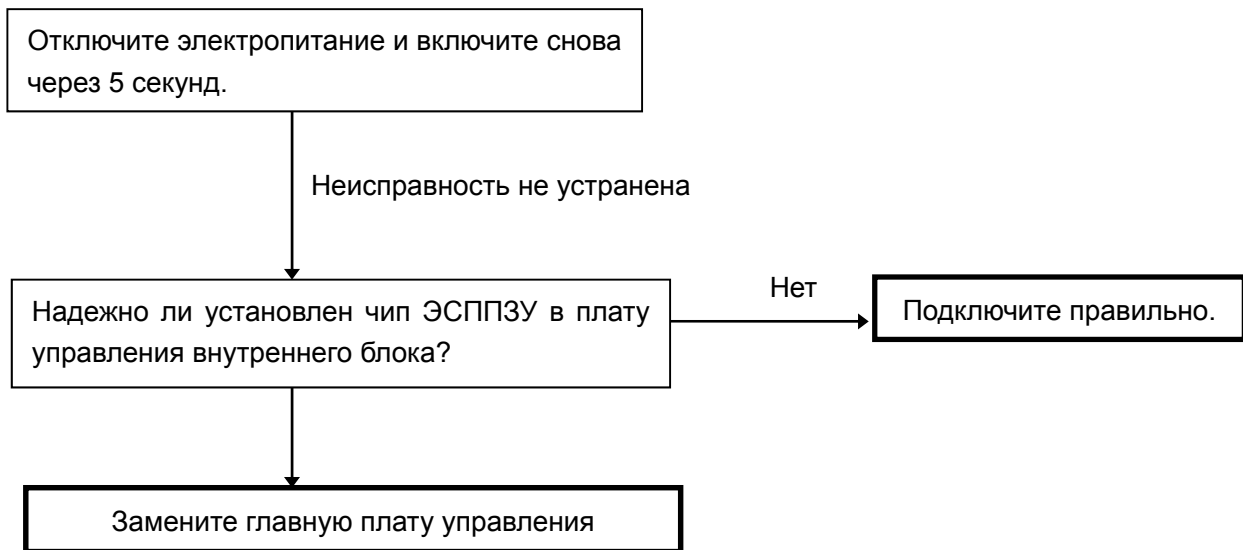 Отключите электропитание и включите снова
через 5 секунд.
Неисправность не устранена
Надежно ли установлен чип ЭСППЗУ в плату
управления внутреннего блока?
Нет
Подключите правильно.
Замените главную плату управления